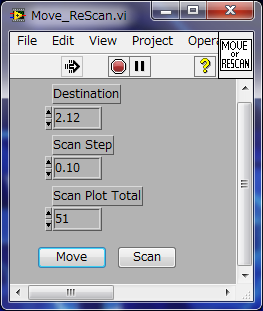 Move_ReScan.vi
File Edit View Project Opera
MOVE
or
RESCAN
?
Destination
2.12
Scan Step
0.10
Scan Plot Total
51
Move Scan